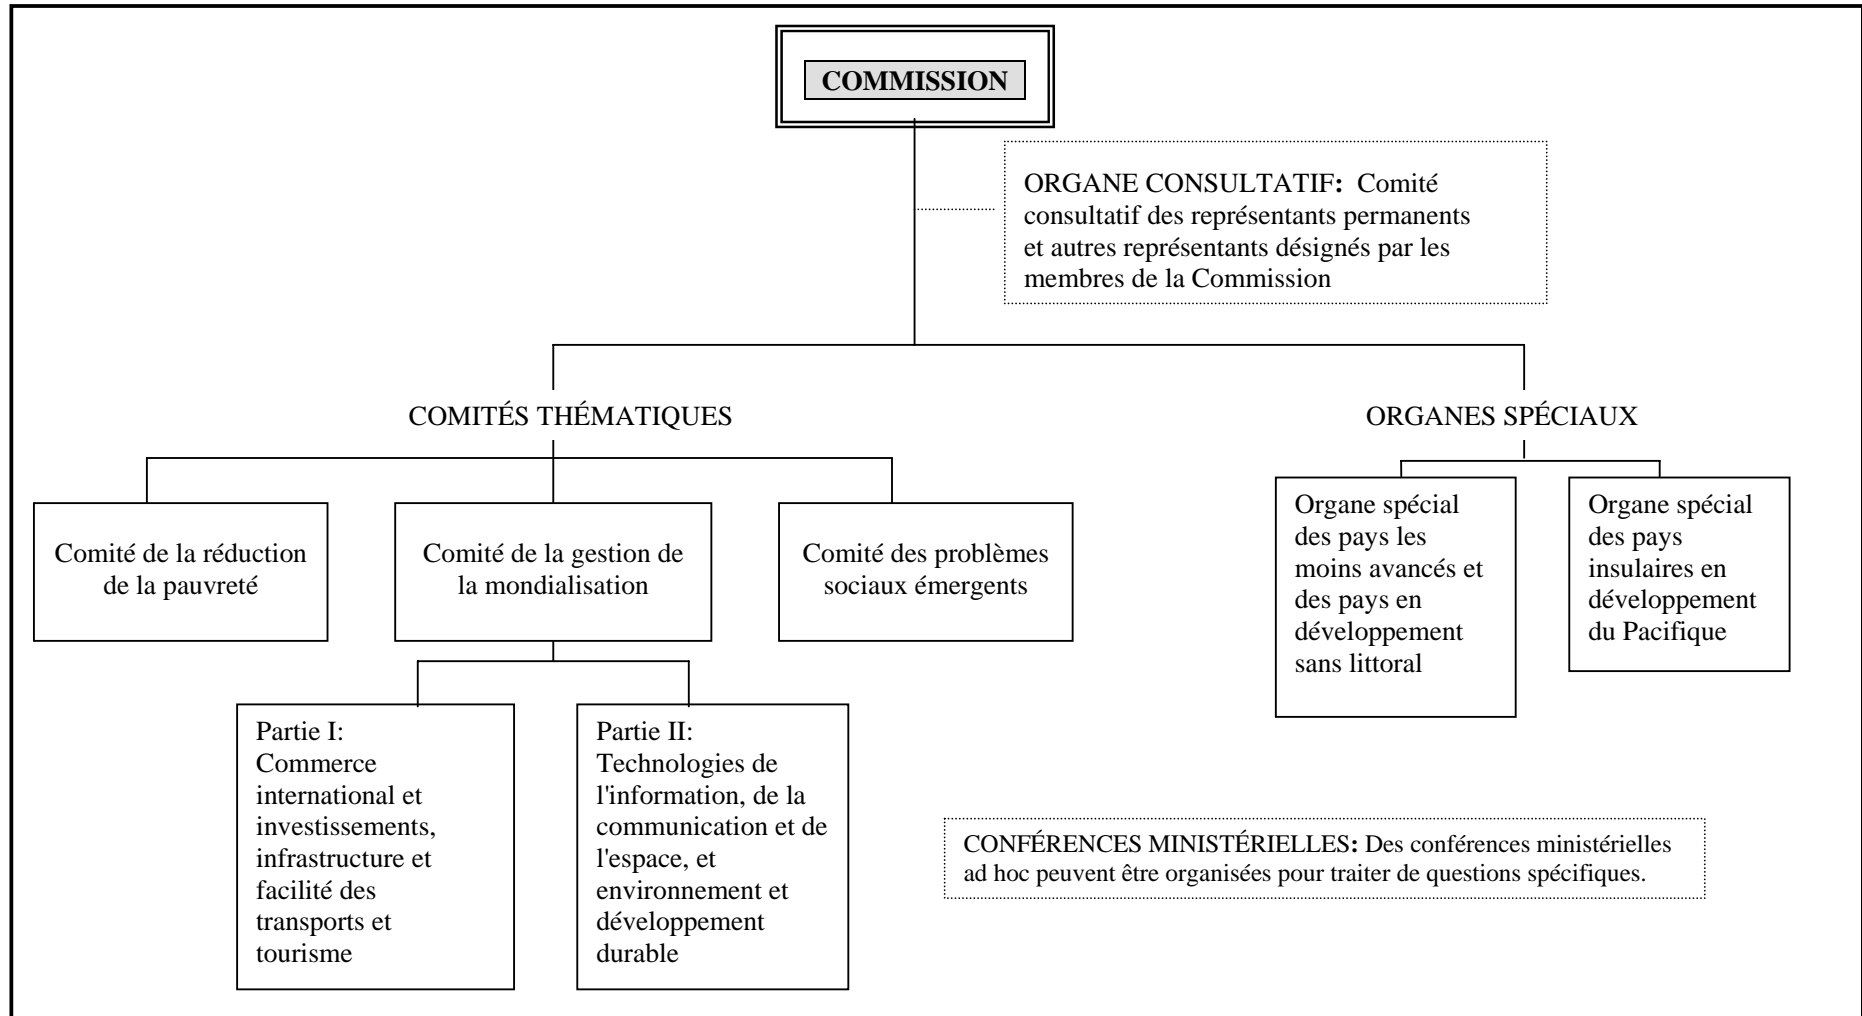 COMMISSION
ORGANE CONSULTATIF: Comité
consultatif des représentants permanents
et autres représentants désignés par les
membres de la Commission
COMITÉS THÉMATIQUES
ORGANES SPÉCIAUX
Comité de la réduction
de la pauvreté
Comité de la gestion de
la mondialisation
Comité des problèmes
sociaux émergents
Organe spécial
des pays les
moins avancés et
des pays en
développement
sans littoral
Organe spécial
des pays
insulaires en
développement
du Pacifique
Partie I:
Commerce
international et
investissements,
infrastructure et
facilité des
transports et
tourisme
Partie II:
Technologies de
l'information, de la
communication et de
l'espace, et
environnement et
développement
durable
CONFÉRENCES MINISTÉRIELLES: Des conférences ministérielles
ad hoc peuvent être organisées pour traiter de questions spécifiques.